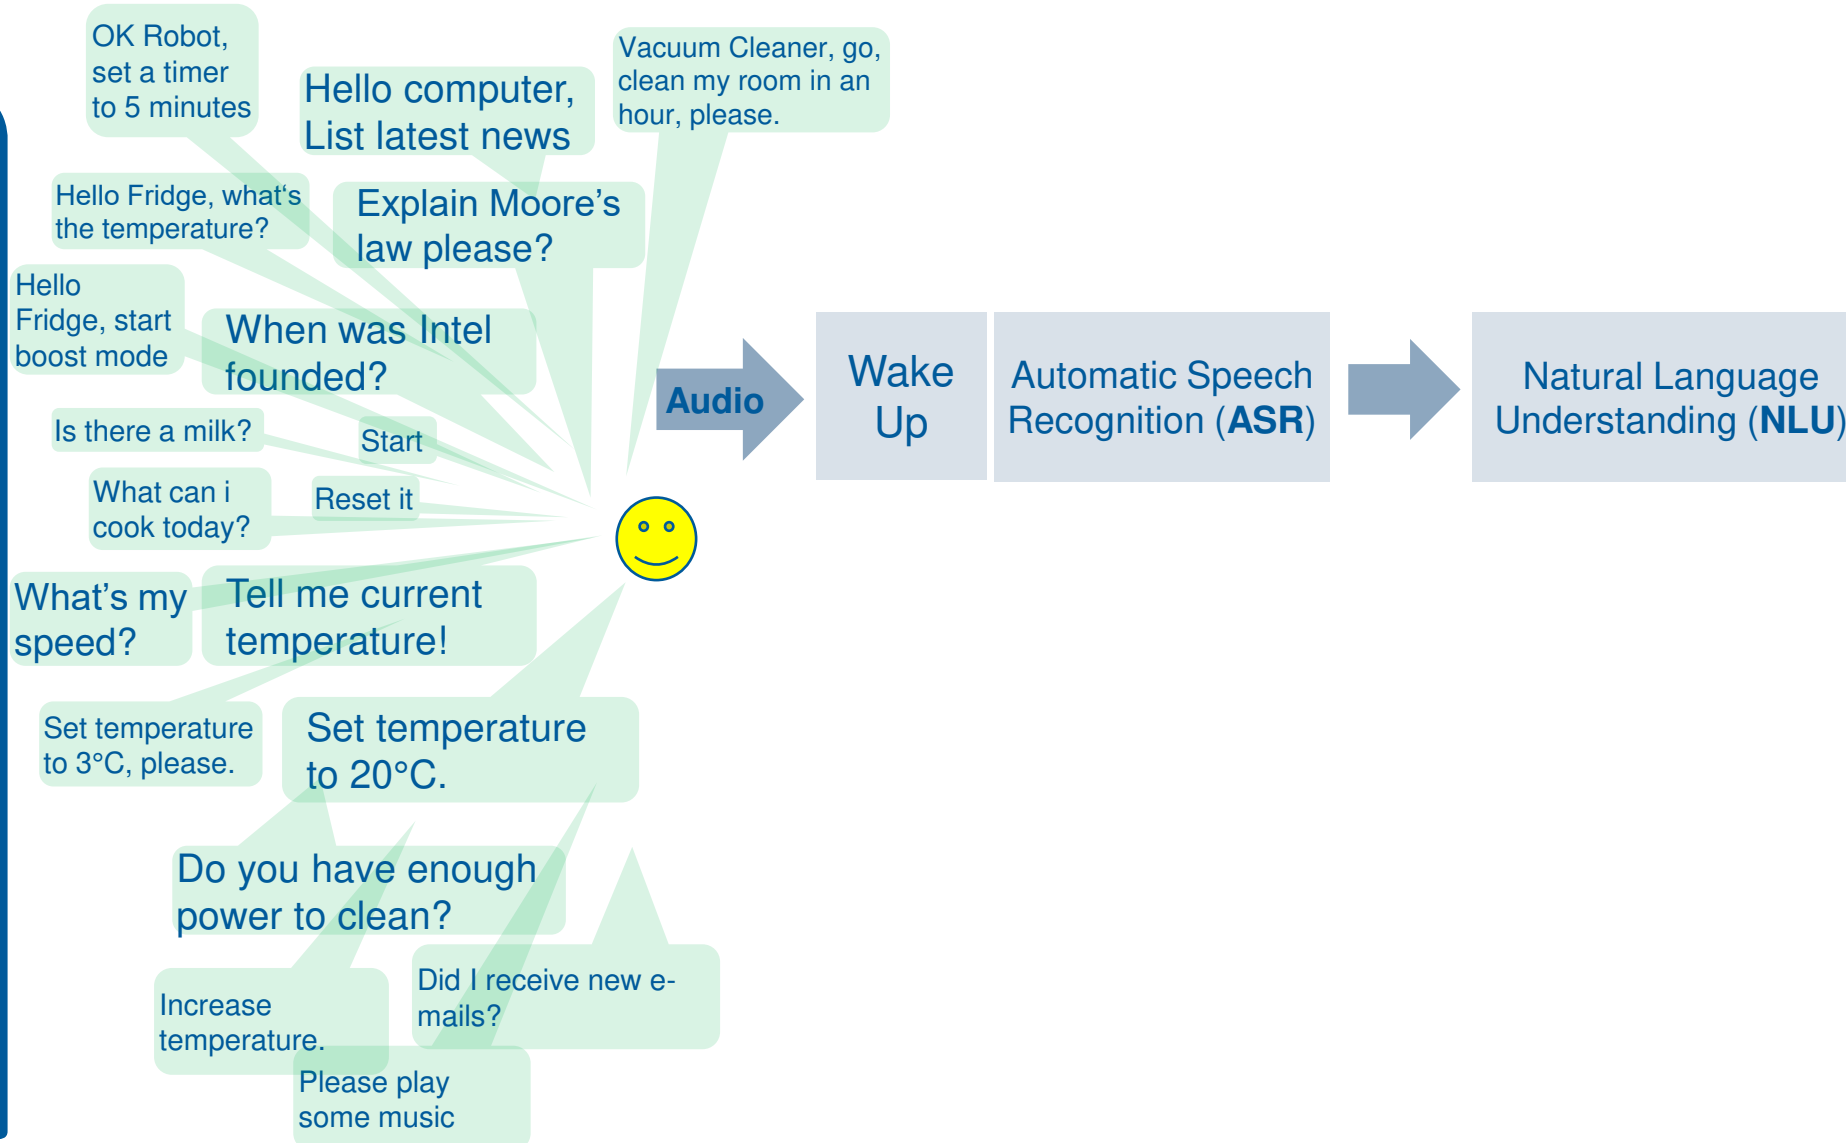 OK Robot,
set a timer
to 5 minutes
Hello computer,
List latest news
Vacuum Cleaner, go,
clean my room in an
hour, please.
Hello Fridge, what‘s
the temperature?
Explain Moore’s
law please?
Hello
Fridge, start
boost mode
When was Intel
founded?
Is there a milk?
Start
What can i
cook today?
Reset it
What’s my
speed?
Tell me current
temperature!
Set temperature
to 3°C, please.
Set temperature
to 20°C.
Do you have enough
power to clean?
Increase
temperature.
Did I receive new e-
mails?
Please play
some music
Audio
Wake
Up
Automatic Speech
Recognition (ASR)
Natural Language
Understanding (NLU)